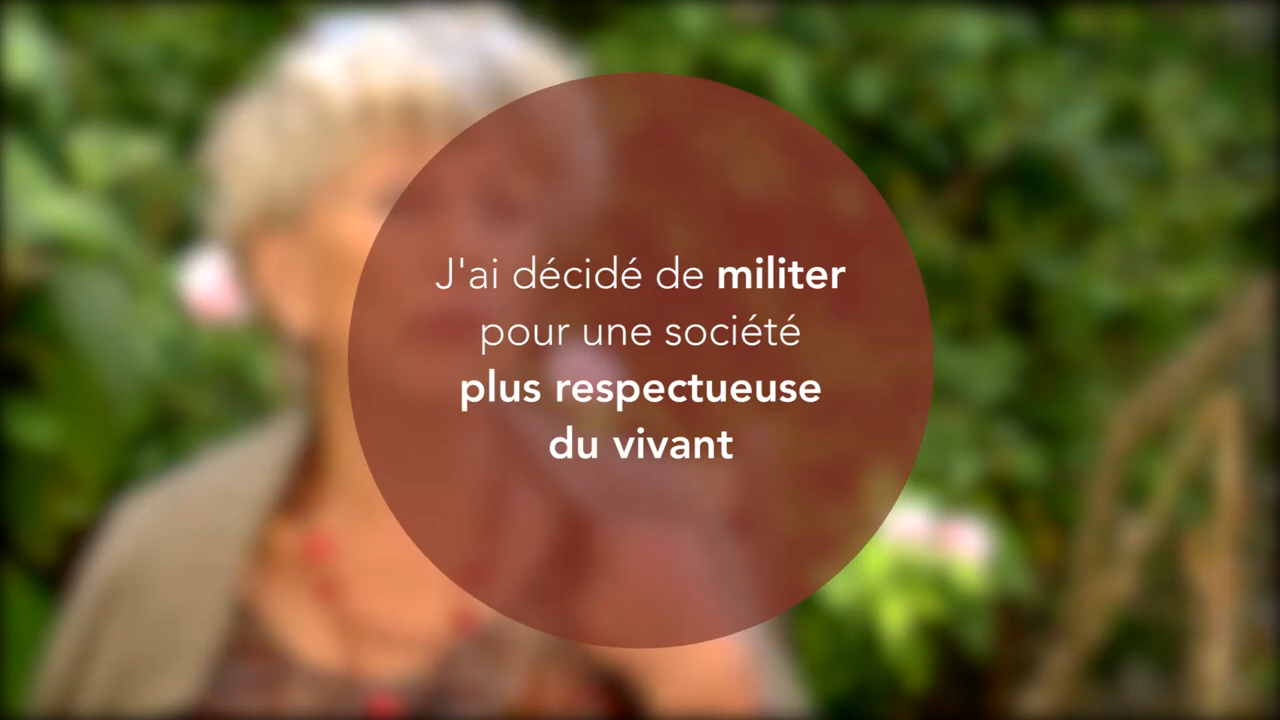 J'ai décidé de militer
pour une société
plus respectueuse
du vivant